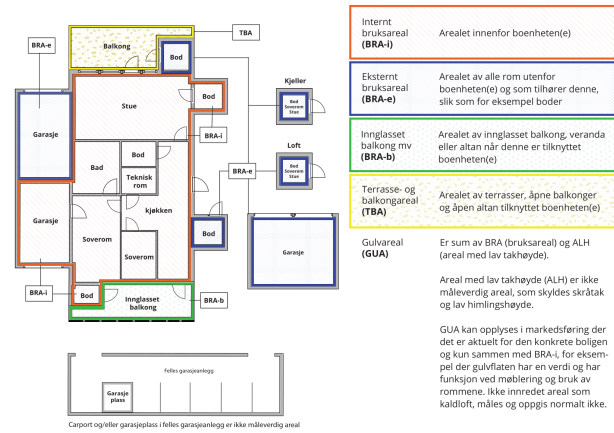 TBA
Balkong
BRA-e
Bod
Kjeller
Bod
Soverom
Stue
Stue
Bod
Garasje
BRA-i
Loft
Bod
Bad
Bod
Soverom
Stue
Teknisk
rom
BRA-e
Garasje
kjøkken
Bod
Soverom
Garasje
Soverom
BRA-i
Bod
BRA-b
Innglasset
balkong
Felles garasjeanlegg
Garasje
plass
Carport og/eller garasjeplass i felles garasjeanlegg er ikke måleverdig areal
Internt
bruksareal
(BRA-i)
Arealet innenfor boenheten(e)
Eksternt
bruksareal
(BRA-e)
Arealet av alle rom utenfor
boenheten(e) og som tilhører denne,
slik som for eksempel boder
Innglasset
balkong mv
(BRA-b)
Arealet av innglasset balkong, veranda
eller altan når denne er tilknyttet
boenheten(e)
Terrasse- og
balkongareal
(TBA)
Arealet av terrasser, åpne balkonger
og åpen altan tilknyttet boenheten(e)
Gulvareal
(GUA)
Er sum av BRA (bruksareal) og ALH
(areal med lav takhøyde).
Areal med lav takhøyde (ALH) er ikke
måleverdig areal, som skyldes skråtak
og lav himlingshøyde.
GUA kan opplyses i markedsføring der
det er aktuelt for den konkrete boligen
og kun sammen med BRA-i, for eksem-
pel der gulvflaten har en verdi og har
funksjon ved møblering og bruk av
rommene. Ikke innredet areal som
kaldloft, måles og oppgis normalt ikke.